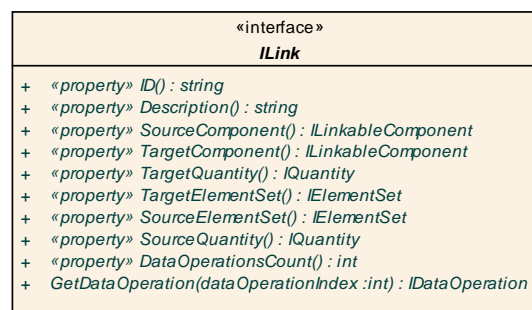 «interface»
ILink
+ «property» ID() : string
+ «property» Description() : string
+ «property» SourceComponent() : ILinkableComponent
+ «property» TargetComponent() : ILinkableComponent
+ «property» TargetQuantity() : IQuantity
+ «property» TargetElementSet() : IElementSet
+ «property» SourceElementSet() : IElementSet
+ «property» SourceQuantity() : IQuantity
+ «property» DataOperationsCount() : int
+ GetDataOperation(dataOperationIndex :int) : IDataOperation